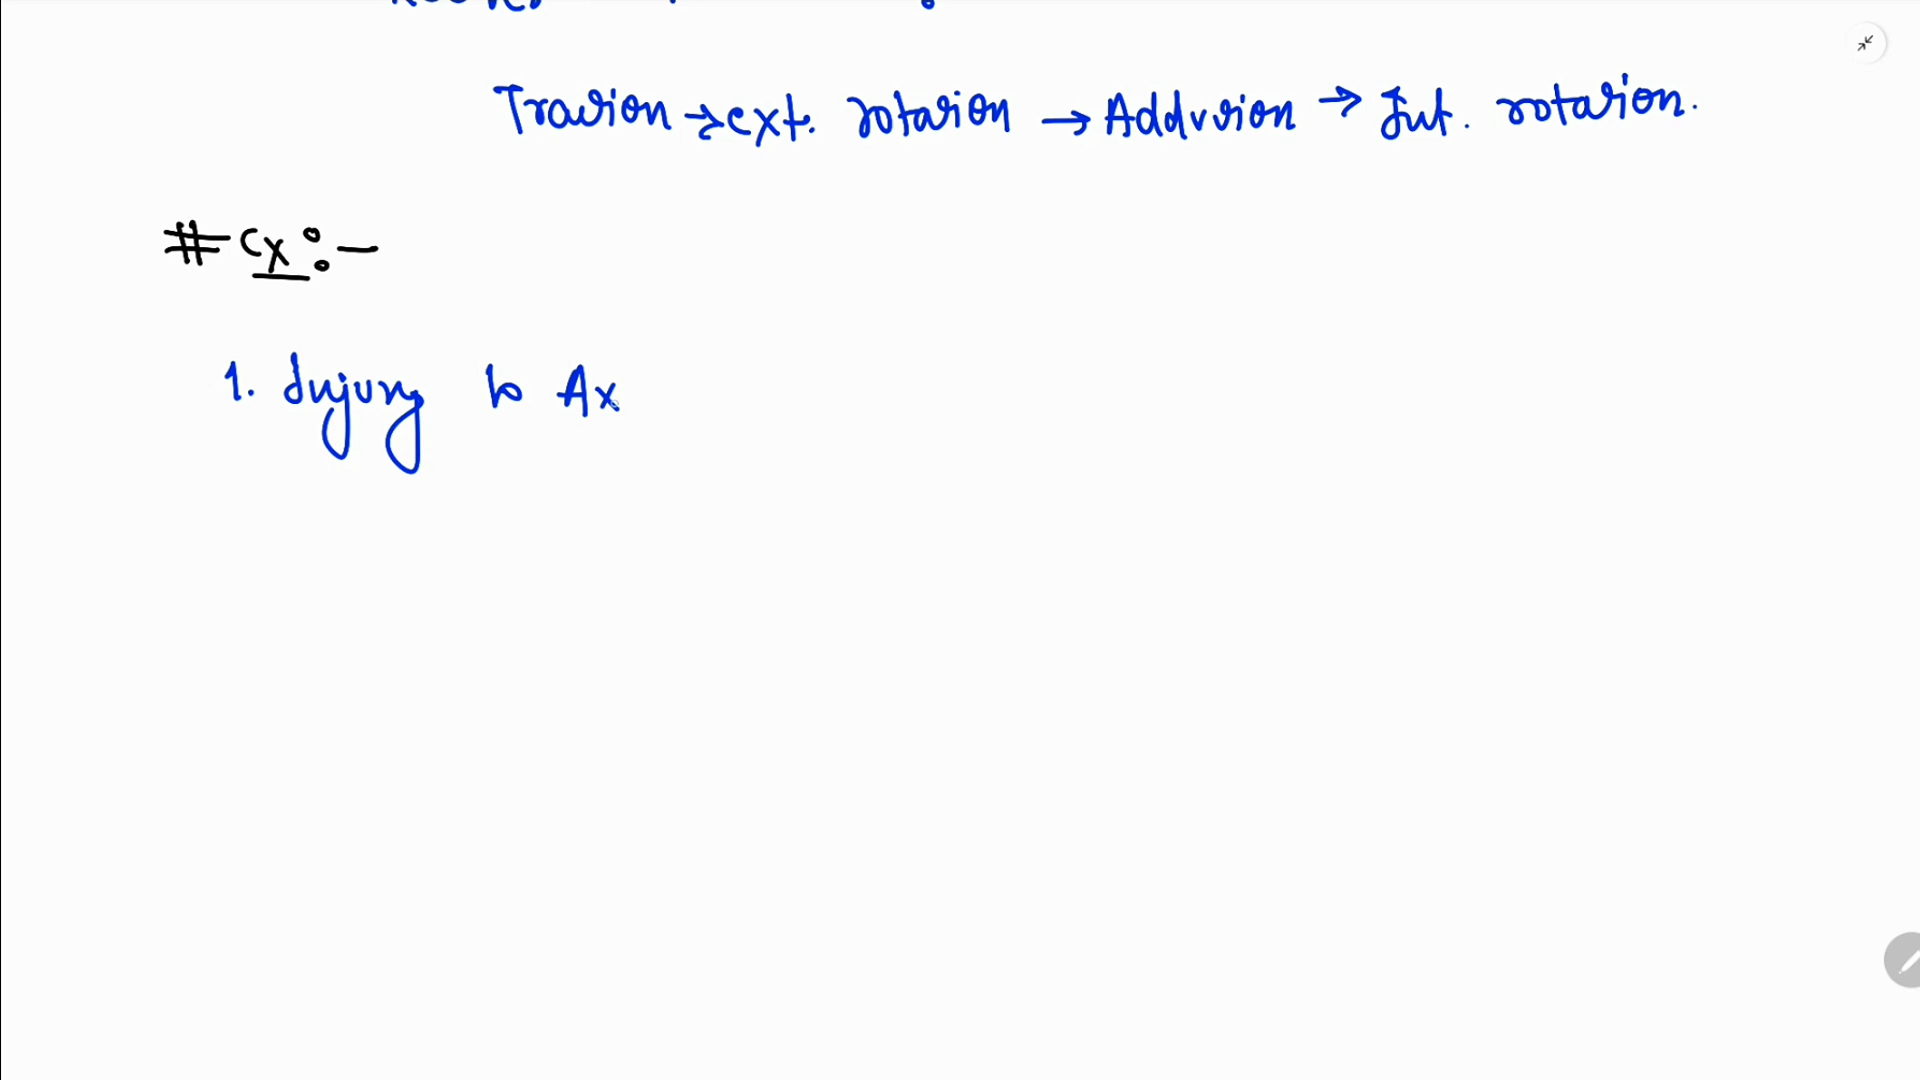 Traction → ext. rotation → Adduction → Int. rotation.
# Cx :-
1. Injury to Ax